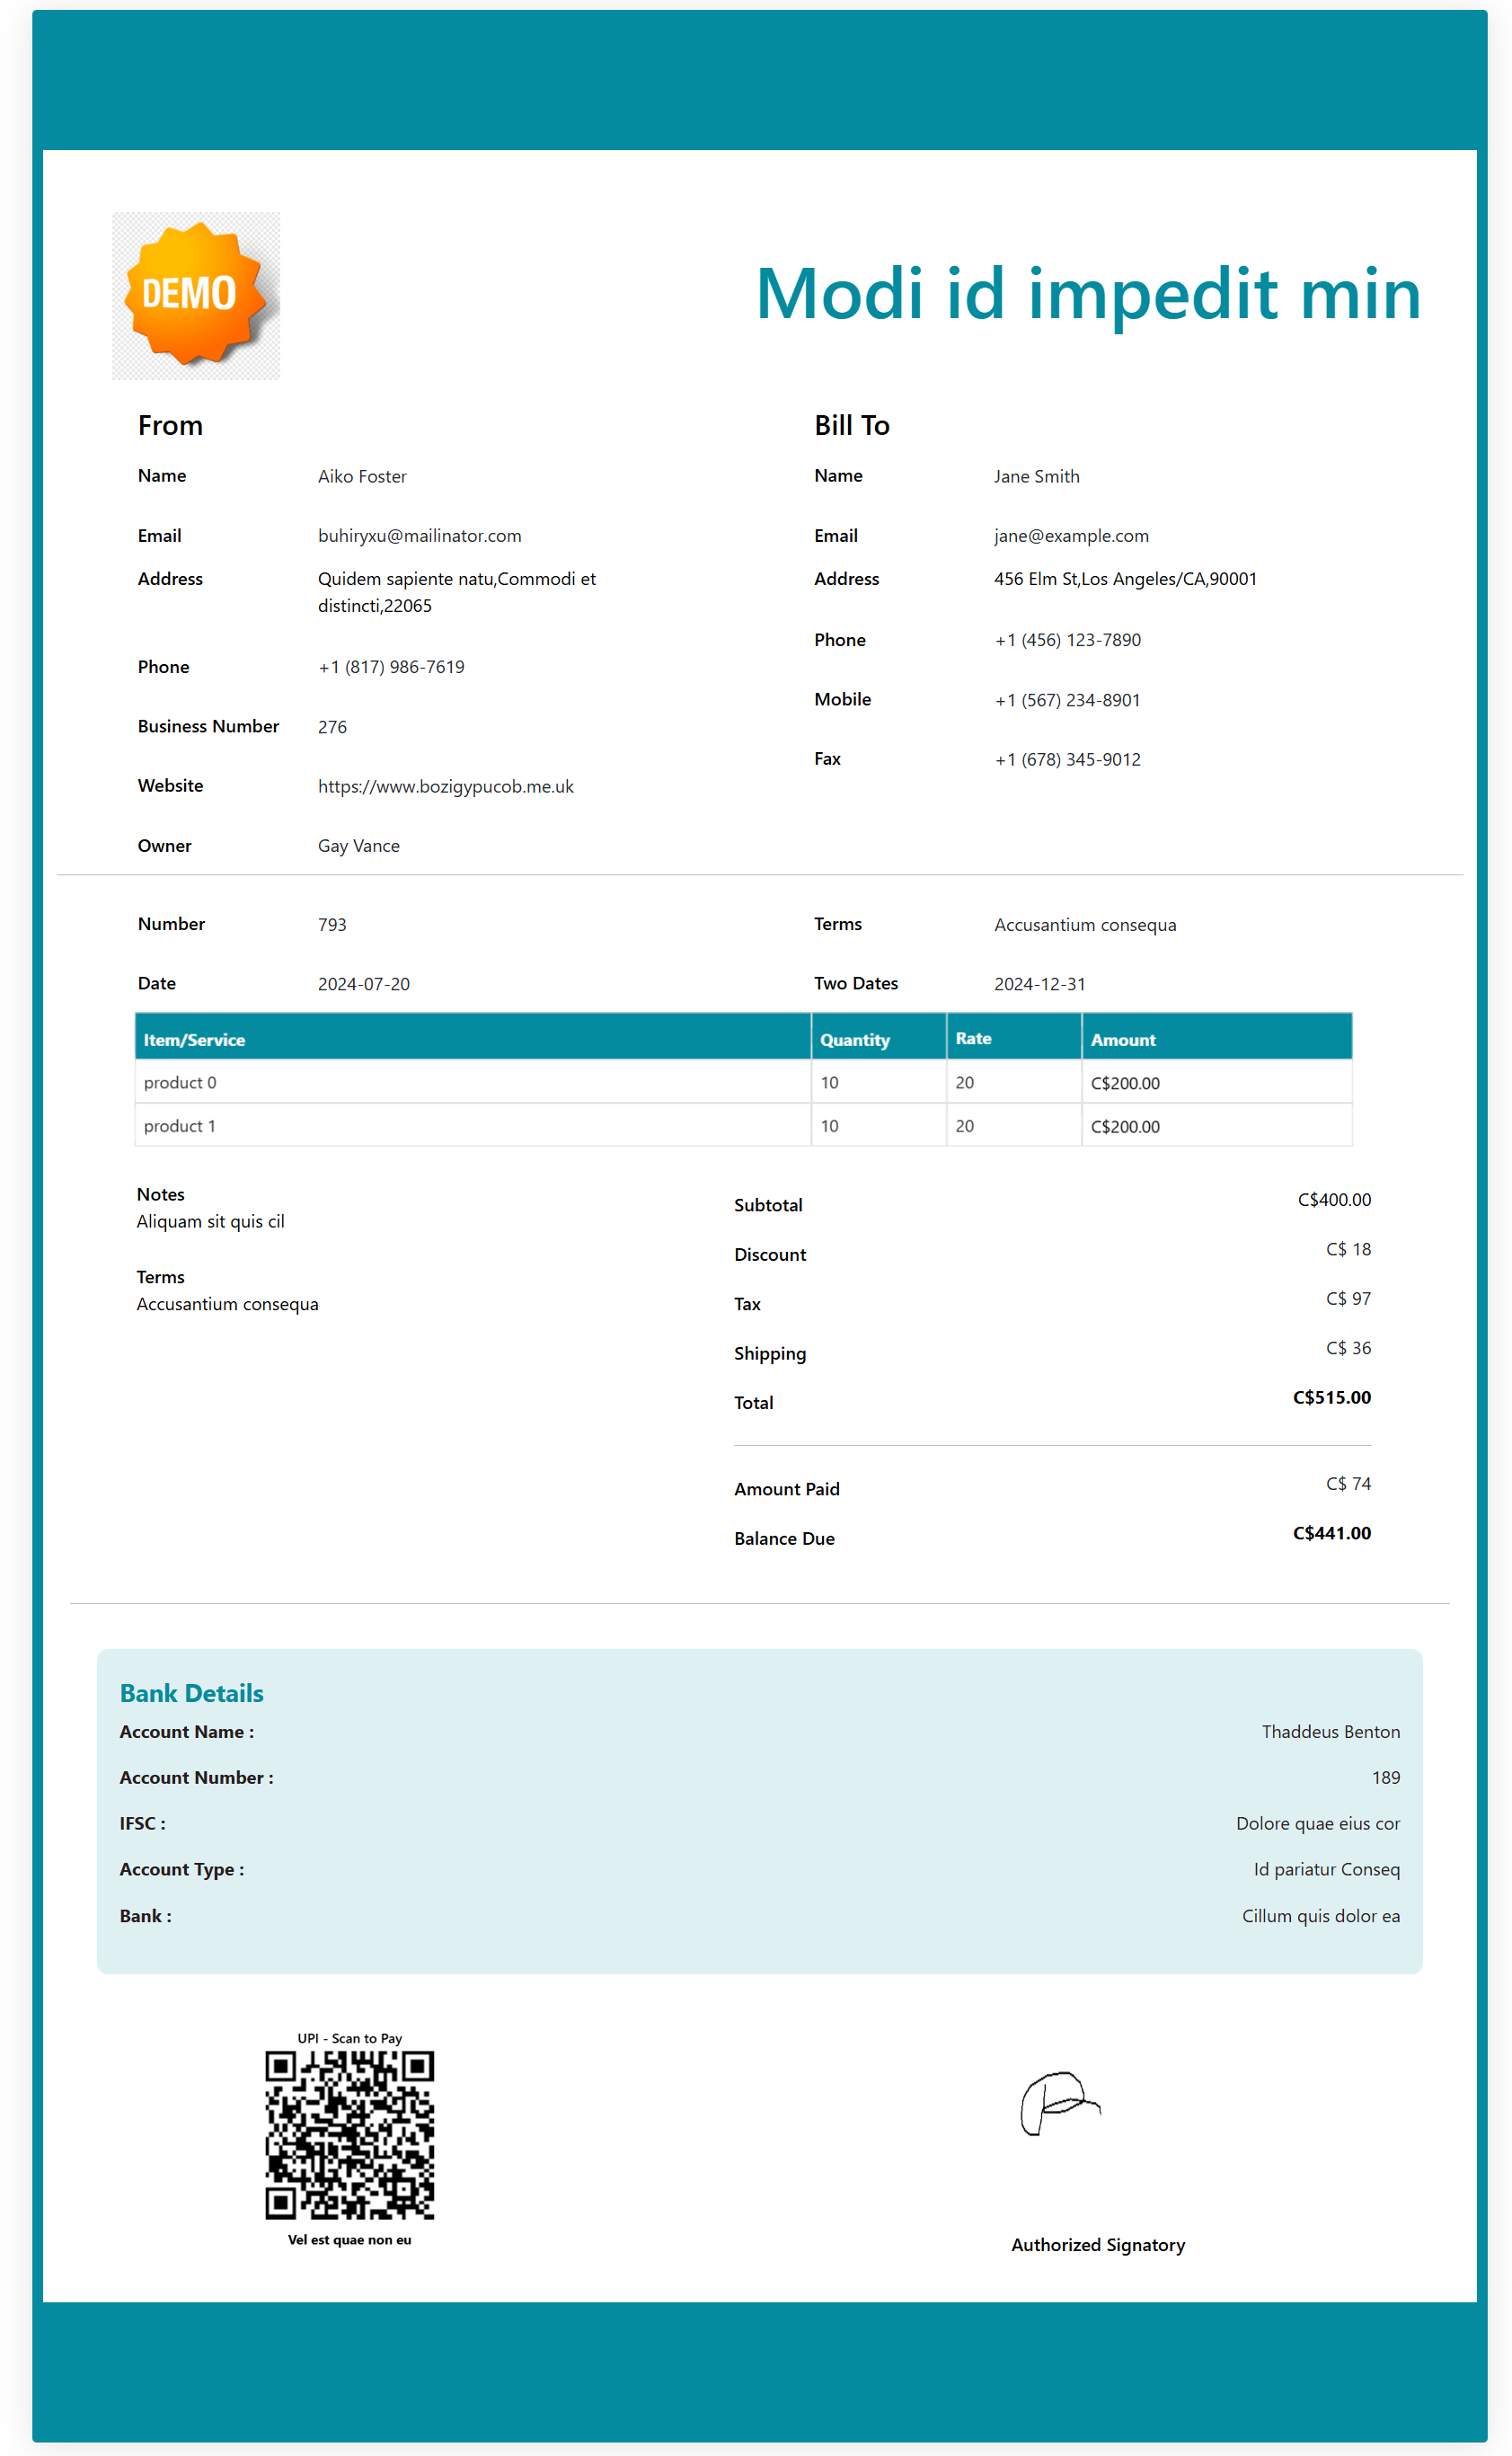 DEMO
Modi id impedit min
From
Name Aiko Foster
Email buhiryxu@mailinator.com
Address Quidem sapiente natu,Commodi et
distincti,22065
Phone +1 (817) 986-7619
Business Number 276
Website https://www.bozigypucob.me.uk
Owner Gay Vance
Bill To
Name Jane Smith
Email jane@example.com
Address 456 Elm St,Los Angeles/CA,90001
Phone +1 (456) 123-7890
Mobile +1 (567) 234-8901
Fax +1 (678) 345-9012
Number 793
Date 2024-07-20
Terms Accusantium consequa
Two Dates 2024-12-31
Item/Service Quantity Rate Amount
product 0 10 20 C$200.00
product 1 10 20 C$200.00
Notes
Aliquam sit quis cil
Terms
Accusantium consequa
Subtotal C$400.00
Discount C$ 18
Tax C$ 97
Shipping C$ 36
Total C$515.00
Amount Paid C$ 74
Balance Due C$441.00
Bank Details
Account Name : Thaddeus Benton
Account Number : 189
IFSC : Dolore quae eius cor
Account Type : Id pariatur Conseq
Bank : Cillum quis dolor ea
UPI - Scan to Pay
Vel est quae non eu
Authorized Signatory